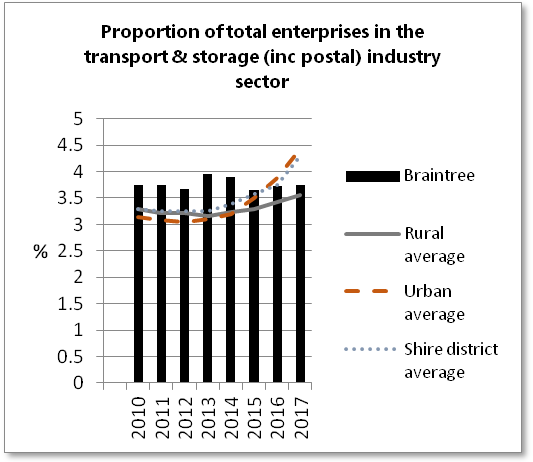 Proportion of total enterprises in the
transport & storage (inc postal) industry
sector
5
4.5
4
3.5
3
2.5
2
1.5
1
0.5
0
%
2010
2011
2012
2013
2014
2015
2016
2017
Braintree
Rural
average
Urban
average
Shire district
average